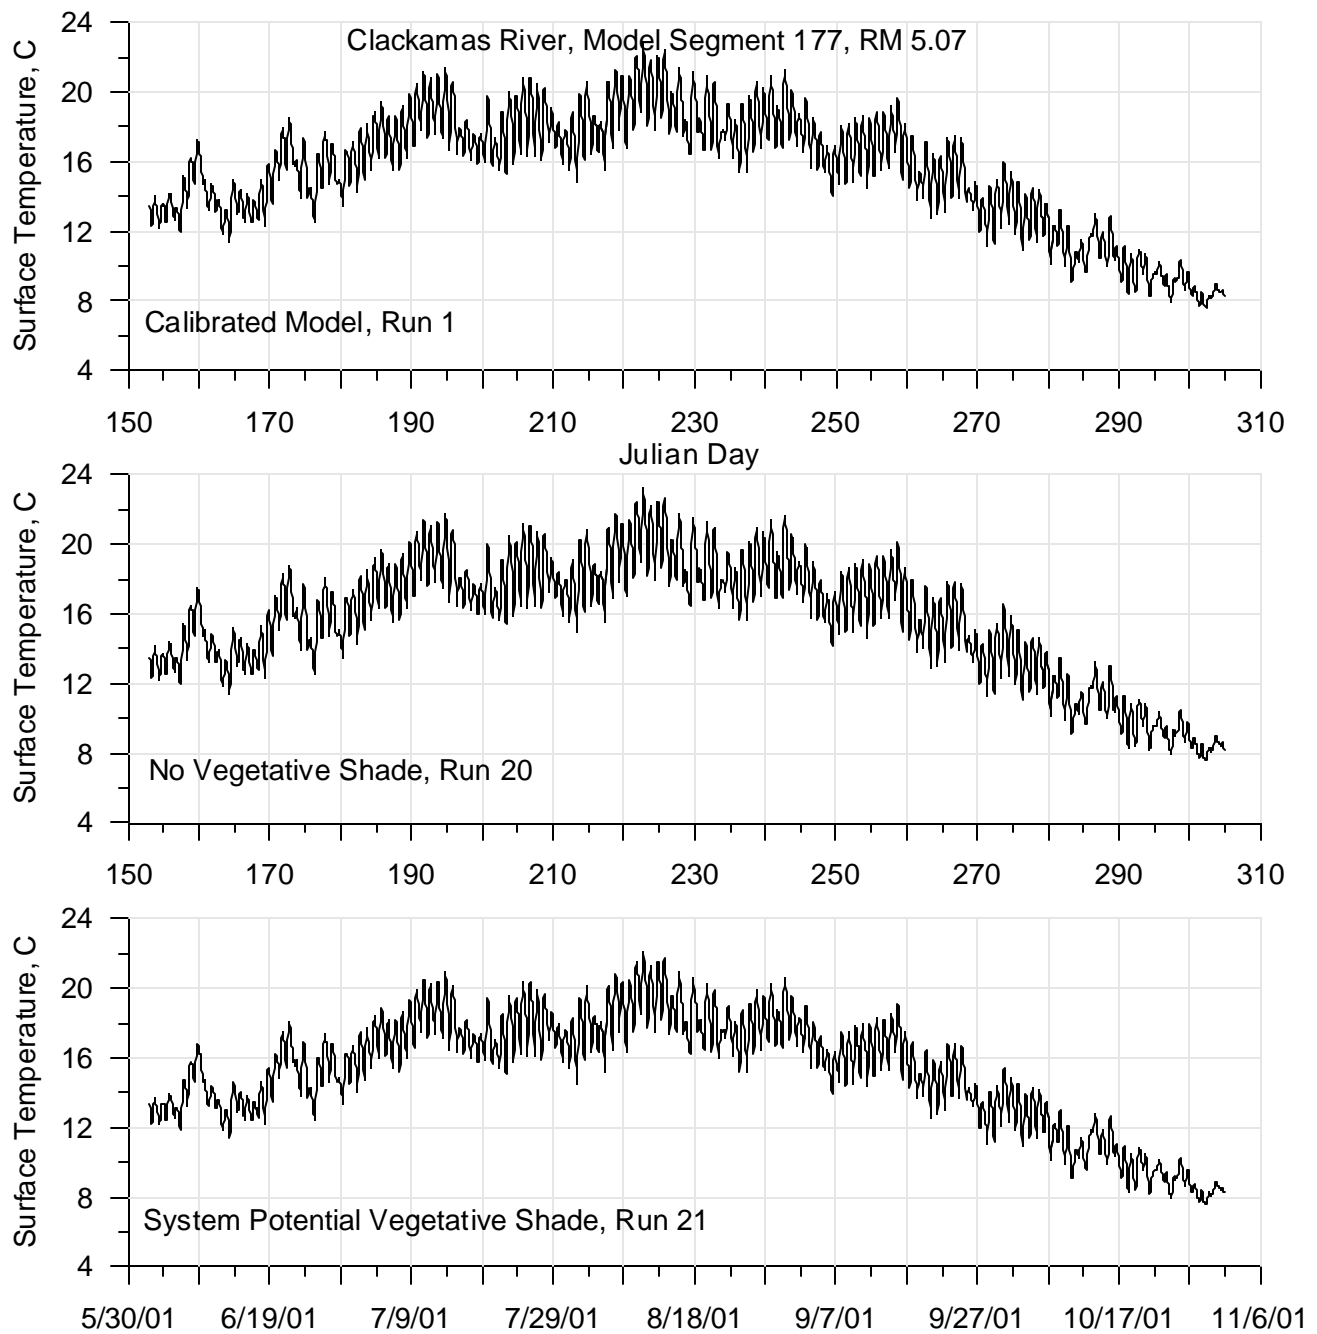 Clackamas River, Model Segment 177, RM 5.07
Surface Temperature, C
24
20
16
12
8
4
Calibrated Model, Run 1
150 170 190 210 230 250 270 290 310
Julian Day
Surface Temperature, C
24
20
16
12
8
4
No Vegetative Shade, Run 20
150 170 190 210 230 250 270 290 310
Surface Temperature, C
24
20
16
12
8
4
System Potential Vegetative Shade, Run 21
5/30/01 6/19/01 7/9/01 7/29/01 8/18/01 9/7/01 9/27/01 10/17/01 11/6/01